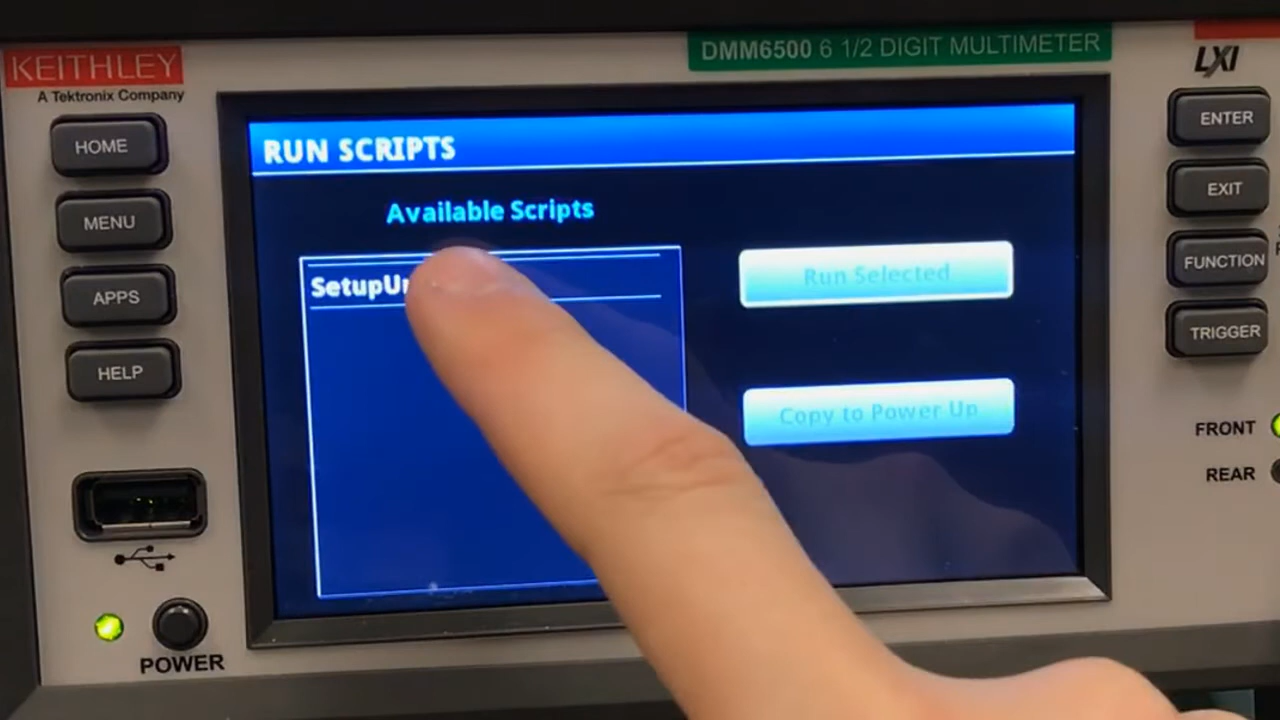 KEITHLEY
A Tektronix Company
DMM6500 6 1/2 DIGIT MULTIMETER
LXI
HOME
MENU
APPS
HELP
POWER
RUN SCRIPTS
Available Scripts
Run Selected
Copy to Power Up
ENTER
EXIT
FUNCTION
TRIGGER
FRONT
REAR